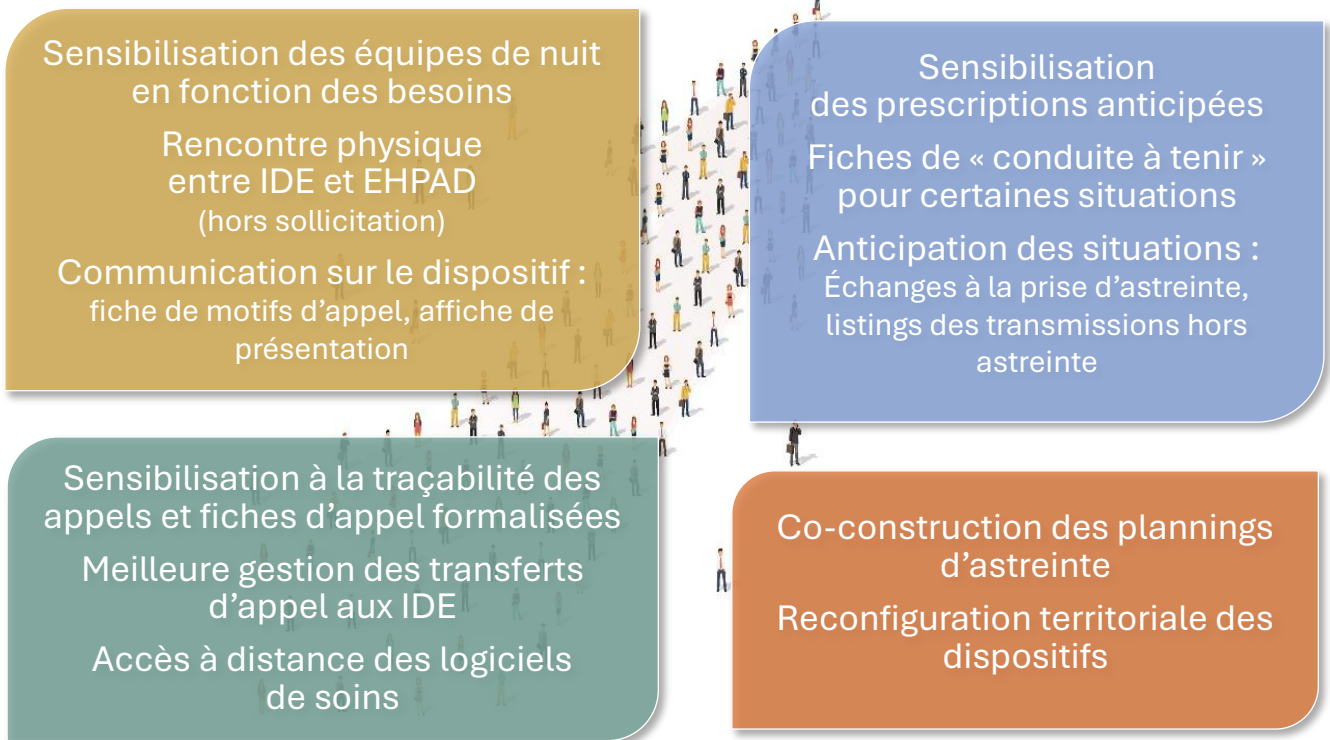 Sensibilisation des équipes de nuit
en fonction des besoins
Rencontre physique
entre IDE et EHPAD
(hors sollicitation)
Communication sur le dispositif :
fiche de motifs d’appel, affiche de
présentation
Sensibilisation
des prescriptions anticipées
Fiches de « conduite à tenir »
pour certaines situations
Anticipation des situations :
Échanges à la prise d’astreinte,
listings des transmissions hors
astreinte
Sensibilisation à la traçabilité des
appels et fiches d’appel formalisées
Meilleure gestion des transferts
d’appel aux IDE
Accès à distance des logiciels
de soins
Co-construction des plannings
d’astreinte
Reconfiguration territoriale des
dispositifs